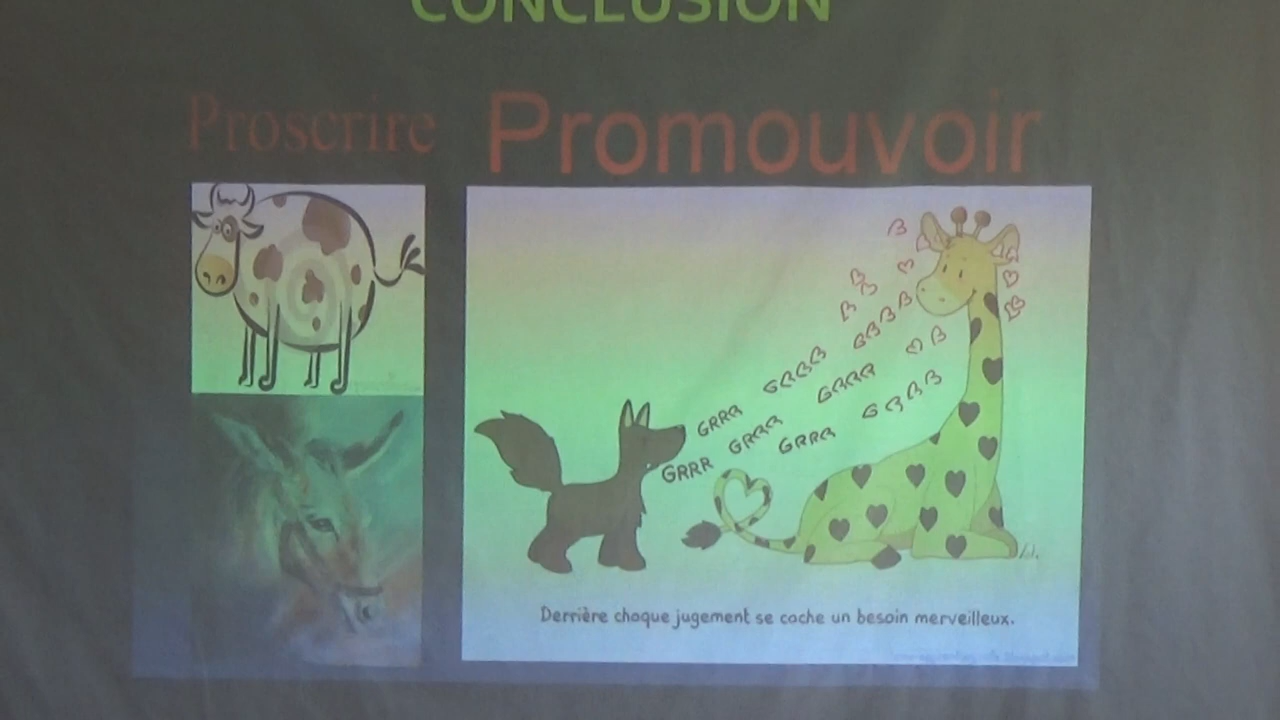 CONCLUSION
Proscrire
Promouvoir
GRRR GRRR GRRR
GRRR GRRR
GRRR GRRR
GRRR
Derrière chaque jugement se cache un besoin merveilleux.